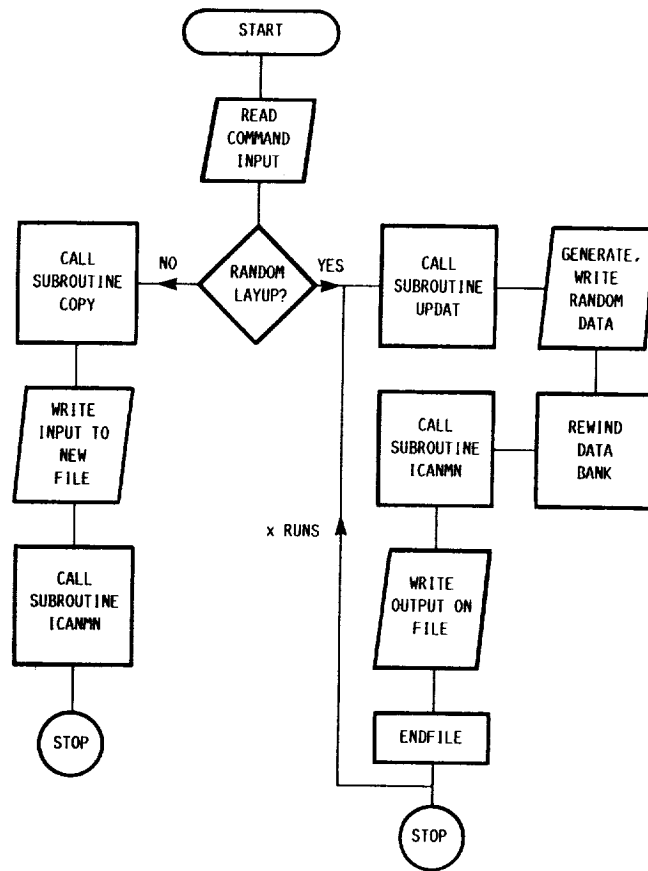 START
READ
COMMAND
INPUT
RANDOM
LAYUP?
NO
YES
CALL
SUBROUTINE
COPY
WRITE
INPUT TO
NEW
FILE
CALL
SUBROUTINE
ICANMN
STOP
CALL
SUBROUTINE
UPDAT
GENERATE,
WRITE
RANDOM
DATA
REWIND
DATA
BANK
CALL
SUBROUTINE
ICANMN
x RUNS
WRITE
OUTPUT ON
FILE
ENDFILE
STOP